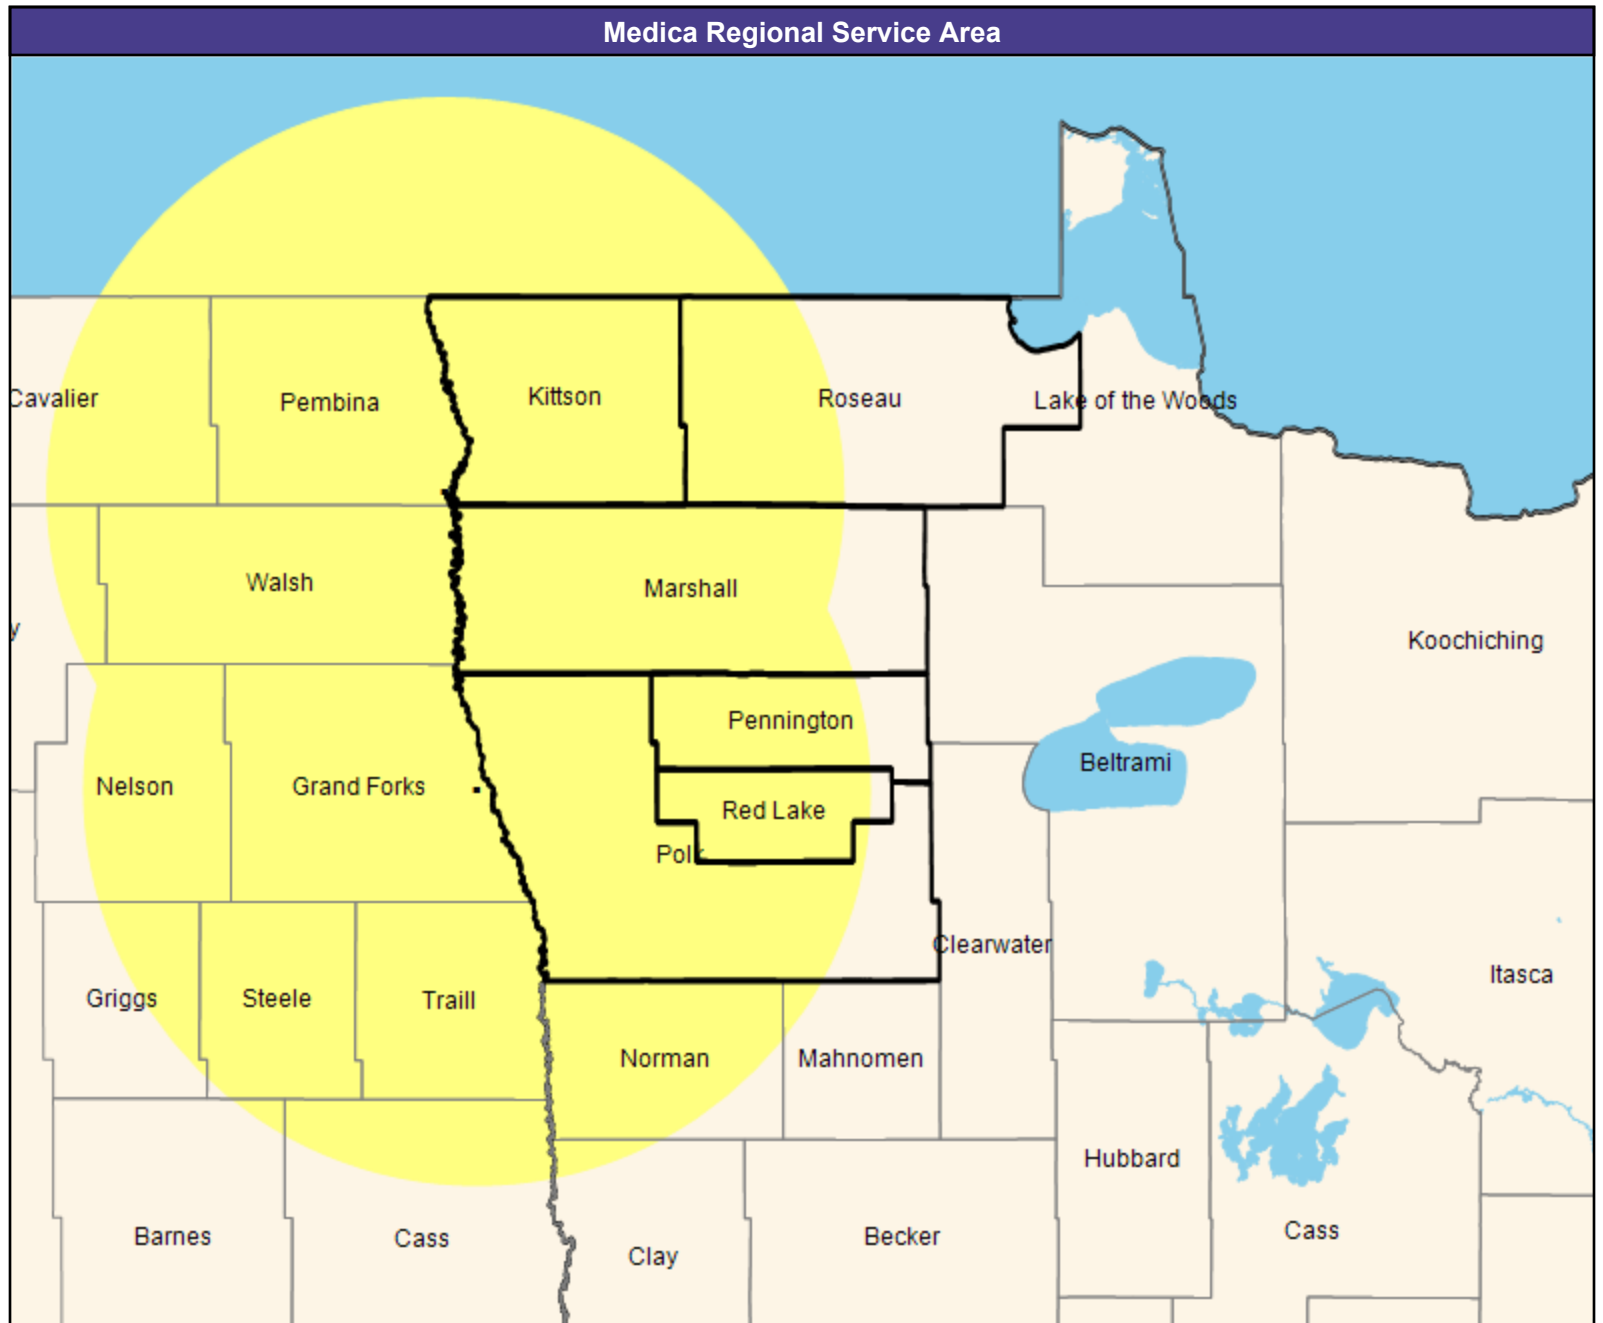 Medica Regional Service Area
Cavalier
Pembina
Kittson
Roseau
Lake of the Woods
Walsh
Marshall
y
Koochiching
Pennington
Beltrami
Nelson
Grand Forks
Red Lake
Polk
Clearwater
Itasca
Griggs
Steele
Traill
Norman
Mahnomen
Hubbard
Barnes
Cass
Clay
Becker
Cass